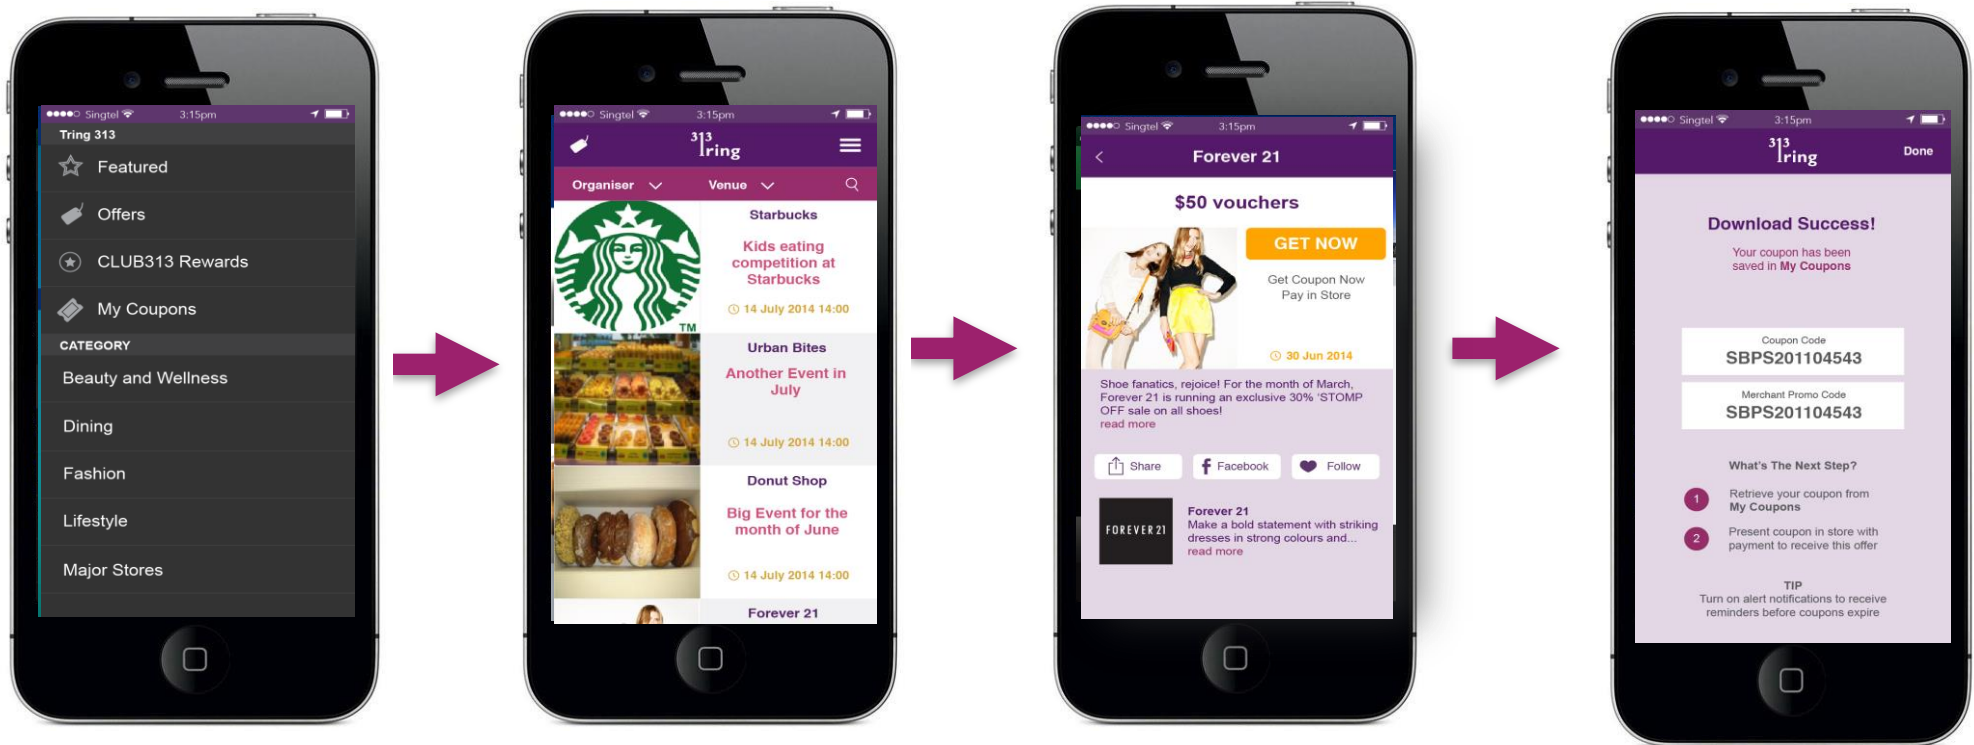 Singtel 3:15pm
Tring 313
Featured
Offers
CLUB313 Rewards
My Coupons
CATEGORY
Beauty and Wellness
Dining
Fashion
Lifestyle
Major Stores
Singtel 3:15pm
313
Tring
Organiser Venue
Starbucks
Kids eating
competition at
Starbucks
14 July 2014 14:00
TM
Urban Bites
Another Event in
July
14 July 2014 14:00
Donut Shop
Big Event for the
month of June
14 July 2014 14:00
Forever 21
Singtel 3:15pm
Forever 21
$50 vouchers
GET NOW
Get Coupon Now
Pay in Store
30 Jun 2014
Shoe fanatics, rejoice! For the month of March,
Forever 21 is running an exclusive 30% 'STOMP
OFF sale on all shoes!
read more
Share Facebook Follow
FOREVER 21
Forever 21
Make a bold statement with striking
dresses in strong colours and...
read more
Singtel 3:15pm
313
Tring Done
Download Success!
Your coupon has been
saved in My Coupons
Coupon Code
SBPS201104543
Merchant Promo Code
SBPS201104543
What's The Next Step?
1 Retrieve your coupon from
My Coupons
2 Present coupon in store with
payment to receive this offer
TIP
Turn on alert notifications to receive
reminders before coupons expire